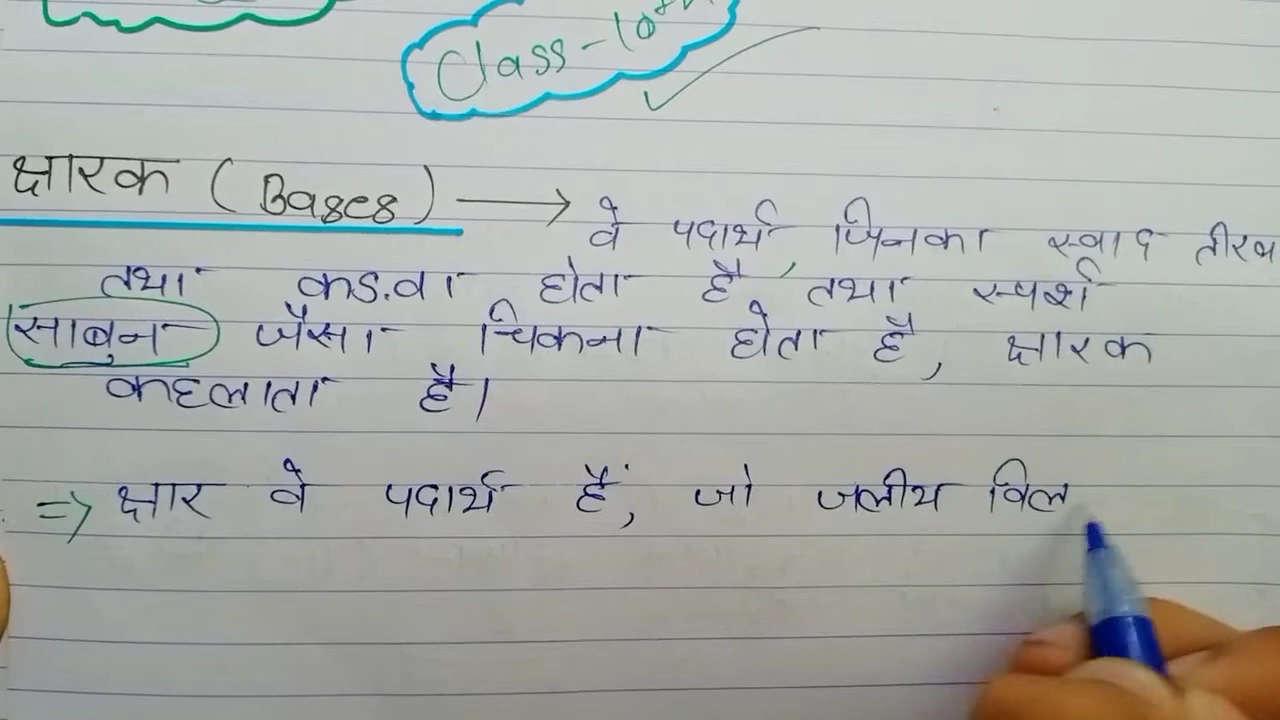 Class-10th
क्षारक (Bases) → वे पदार्थ जिनका स्वाद तीख
तथा कड़वा होता है, तथा स्पर्श
साबुन जैसा चिकना होता है, क्षारक
कहलाता है।
⇒ क्षार वे पदार्थ हैं, जो जलीय विल